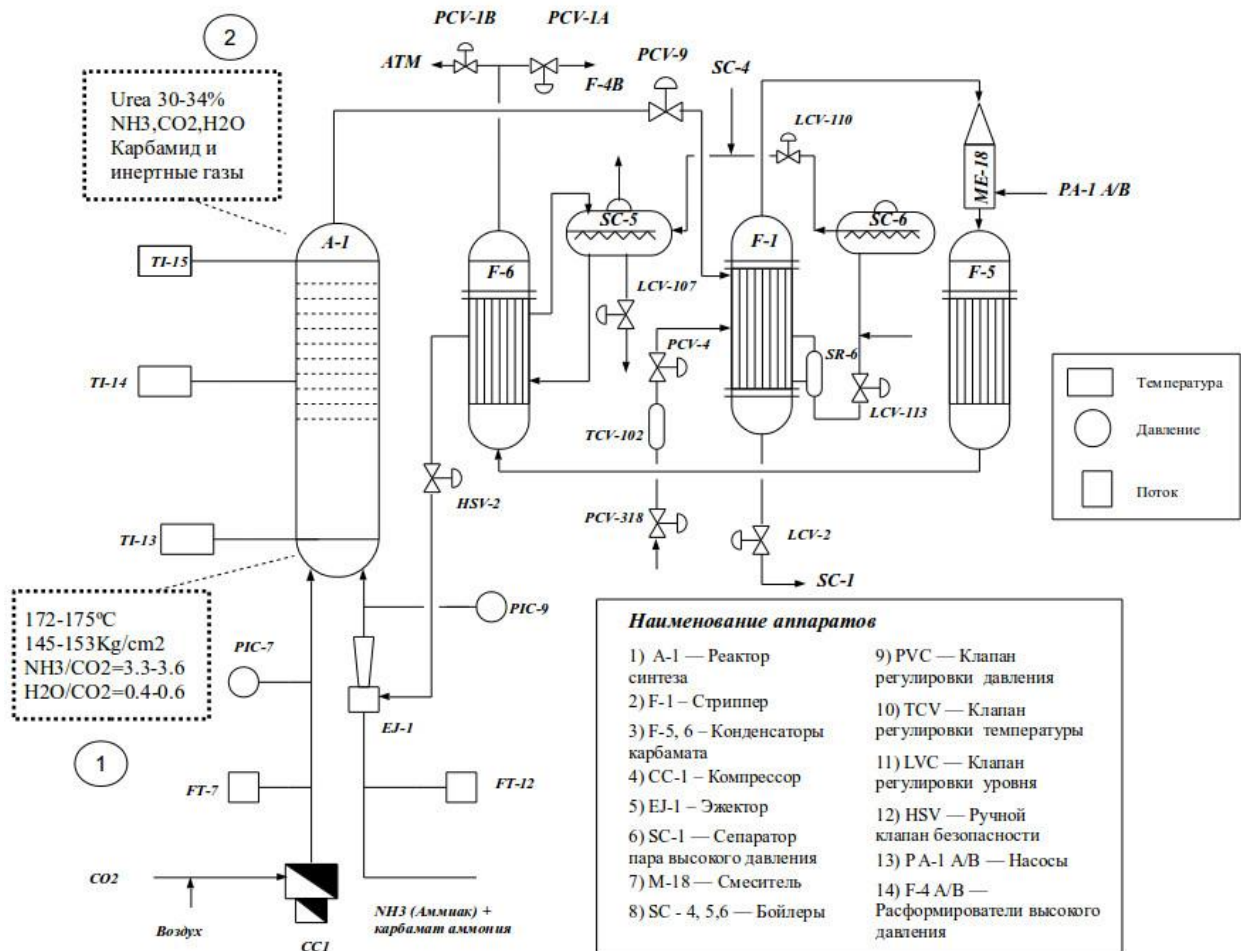 2
PCV-1B
PCV-1A
PCV-9
ATM
F-4B
SC-4
LCV-110
Urea 30-34%
NH3,CO2,H2O
Карбамид и
инертные газы
ME-18
PA-1 A/B
SC-5
SC-6
A-1
F-1
TI-15
F-6
F-5
LCV-107
PCV-4
SR-6
TI-14
TCV-102
LCV-113
Температура
Давление
Поток
HSV-2
PCV-318
LCV-2
TI-13
SC-1
172-175ºC
145-153Kg/cm2
NH3/CO2=3.3-3.6
H2O/CO2=0.4-0.6
PIC-9
PIC-7
EJ-1
1
FT-7
FT-12
CO2
Воздух
CC1
NH3 (Аммиак) +
карбамат аммония
Наименование аппаратов
1) A-1 — Реактор
синтеза
2) F-1 – Стриппер
3) F-5, 6 – Конденсаторы
карбамата
4) CC-1 – Компрессор
5) EJ-1 – Эжектор
6) SC-1 — Сепаратор
пара высокого давления
7) M-18 — Смеситель
8) SC - 4, 5,6 — Бойлеры
9) PVC — Клапан
регулировки давления
10) TCV — Клапан
регулировки температуры
11) LVC — Клапан
регулировки уровня
12) HSV — Ручной
клапан безопасности
13) P A-1 A/B — Насосы
14) F-4 A/B —
Расформирователи высокого
давления